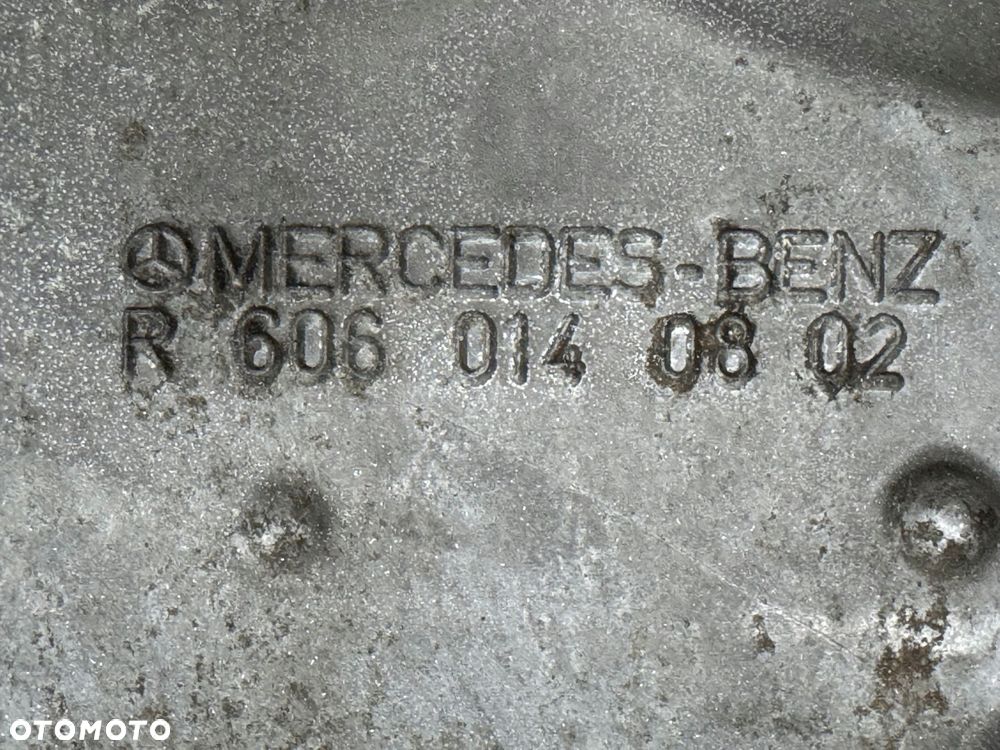 MERCEDES-BENZ
R 606 014 08 02
OTOMOTO